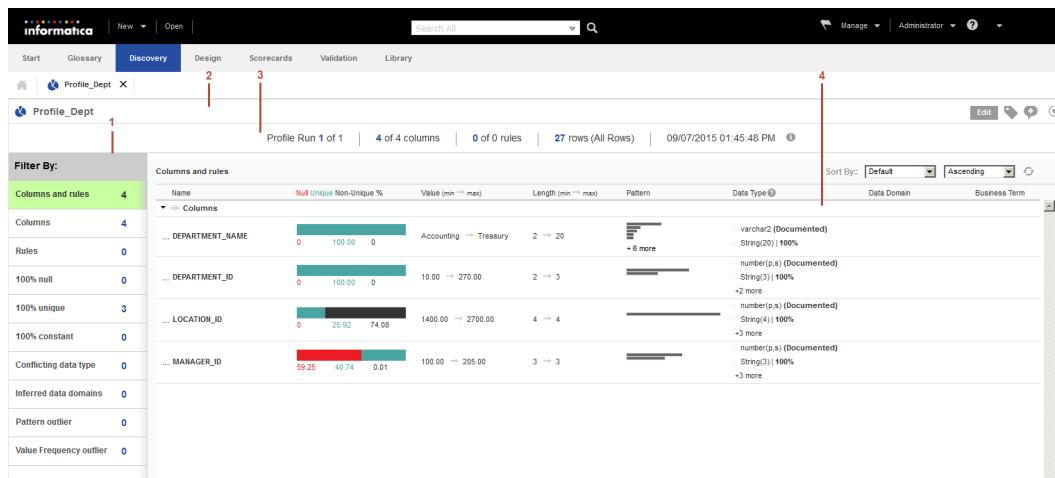 informatica New Open Search All Manage Administrator ?
Start Glossary Discovery Design Scorecards Validation Library
2 3 4
Profile_Dept X
Profile_Dept Edit
1
Profile Run 1 of 1 4 of 4 columns 0 of 0 rules 27 rows (All Rows) 09/07/2015 01:45:48 PM
Filter By:
Columns and rules 4
Columns 4
Rules 0
100% null 0
100% unique 3
100% constant 0
Conflicting data type 0
Inferred data domains 0
Pattern outlier 0
Value Frequency outlier 0
Columns and rules Sort By:: Default Ascending
Name Null Unique Non-Unique % Value (min → max) Length (min → max) Pattern Data Type ? Data Domain Business Term
Columns
... DEPARTMENT_NAME 0 100.00 0 Accounting → Treasury 2 → 20 + 6 more
varchar2 (Documented)
String(20) | 100%
... DEPARTMENT_ID 0 100.00 0 10.00 → 270.00 2 → 3
number(p,s) (Documented)
String(3) | 100%
+2 more
... LOCATION_ID 0 25.92 74.08 1400.00 → 2700.00 4 → 4
number(p,s) (Documented)
String(4) | 100%
+3 more
... MANAGER_ID 59.25 40.74 0.01 100.00 → 205.00 3 → 3
number(p,s) (Documented)
String(3) | 100%
+3 more